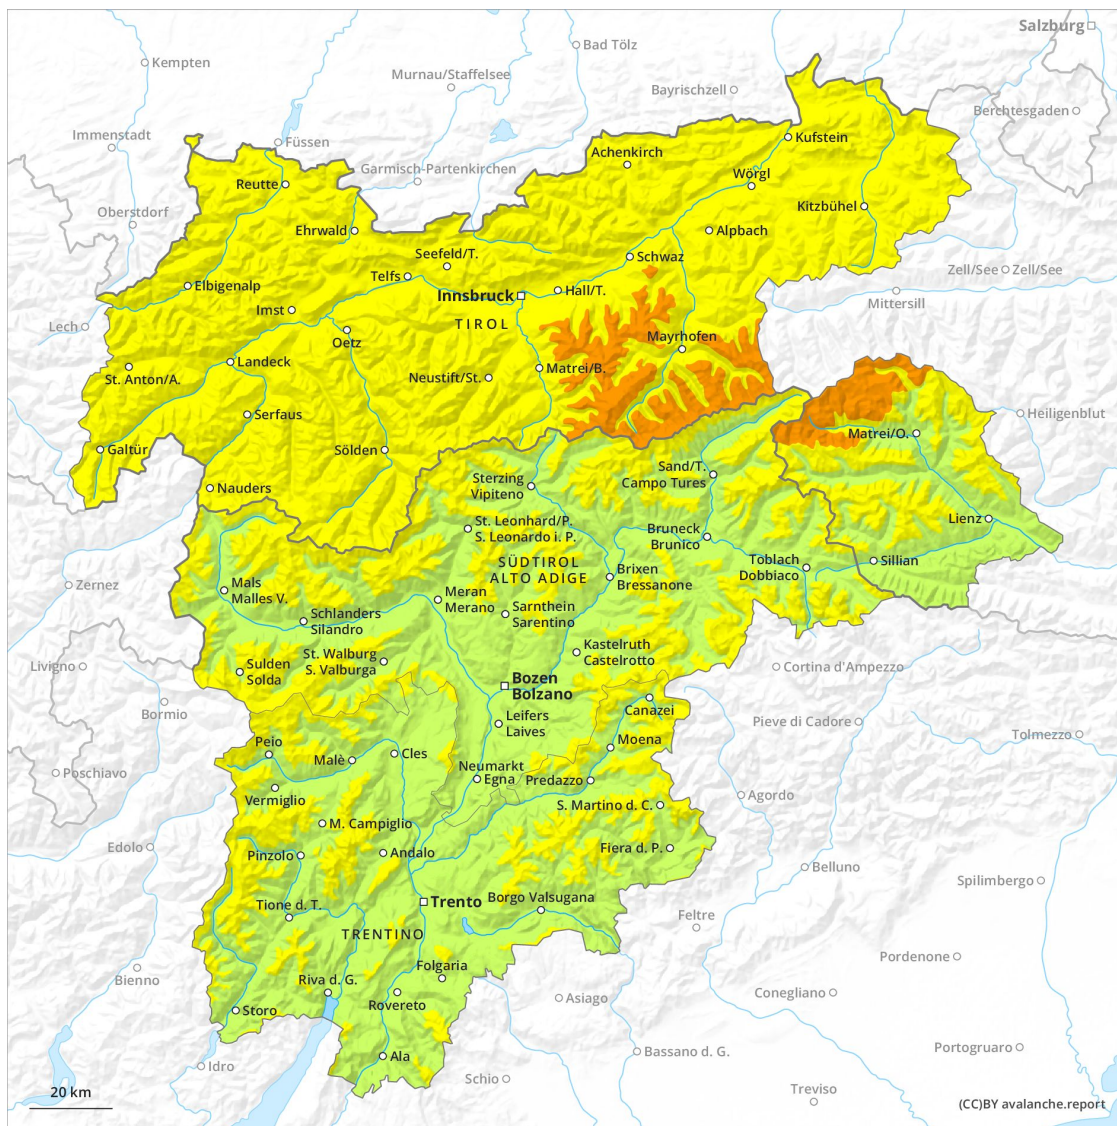 Salzburg
Bad Tölz
Kempten
Murnau/Staffelsee
Bayrischzell
Berchtesgaden
Immenstadt
Füssen
Kufstein
Achenkirch
Garmisch-Partenkirchen
Wörgl
Reutte
Oberstdorf
Kitzbühel
Ehrwald
Alpbach
Seefeld/T.
Schwaz
Telfs
Zell/See
Zell/See
Elbigenalp
Innsbruck
Hall/T.
Mittersill
Imst
TIROL
Lech
Oetz
Mayrhofen
Landeck
Matrei/B.
St. Anton/A.
Neustift/St.
Serfaus
Heiligenblut
Matrei/O.
Galtür
Sölden
Sand/T.
Campo Tures
Sterzing
Vipiteno
Nauders
Lienz
St. Leonhard/P.
S. Leonardo i. P.
Bruneck
Brunico
SÜDTIROL
ALTO ADIGE
Toblach
Dobbiaco
Sillian
Brixen
Bressanone
Zernez
Mals
Malles V.
Meran
Merano
Sarnthein
Sarentino
Schlanders
Silandro
Kastelruth
Castelrotto
St. Walburg
S. Valburga
Livigno
Sulden
Solda
Cortina d'Ampezzo
Bozen
Bolzano
Canazei
Bormio
Leifers
Laives
Pieve di Cadore
Tolmezzo
Moena
Peio
Cles
Malè
Neumarkt
Egna
Predazzo
Poschiavo
Vermiglio
Agordo
S. Martino d. C.
M. Campiglio
Edolo
Pinzolo
Andalo
Fiera d. P.
Belluno
Spilimbergo
Borgo Valsugana
Trento
Tione d. T.
Feltre
TRENTINO
Pordenone
Folgaria
Bienno
Riva d. G.
Conegliano
Asiago
Rovereto
Storo
Portogruaro
Bassano d. G.
Ala
Idro
Schio
Treviso
20 km
(CC)BY avalanche.report